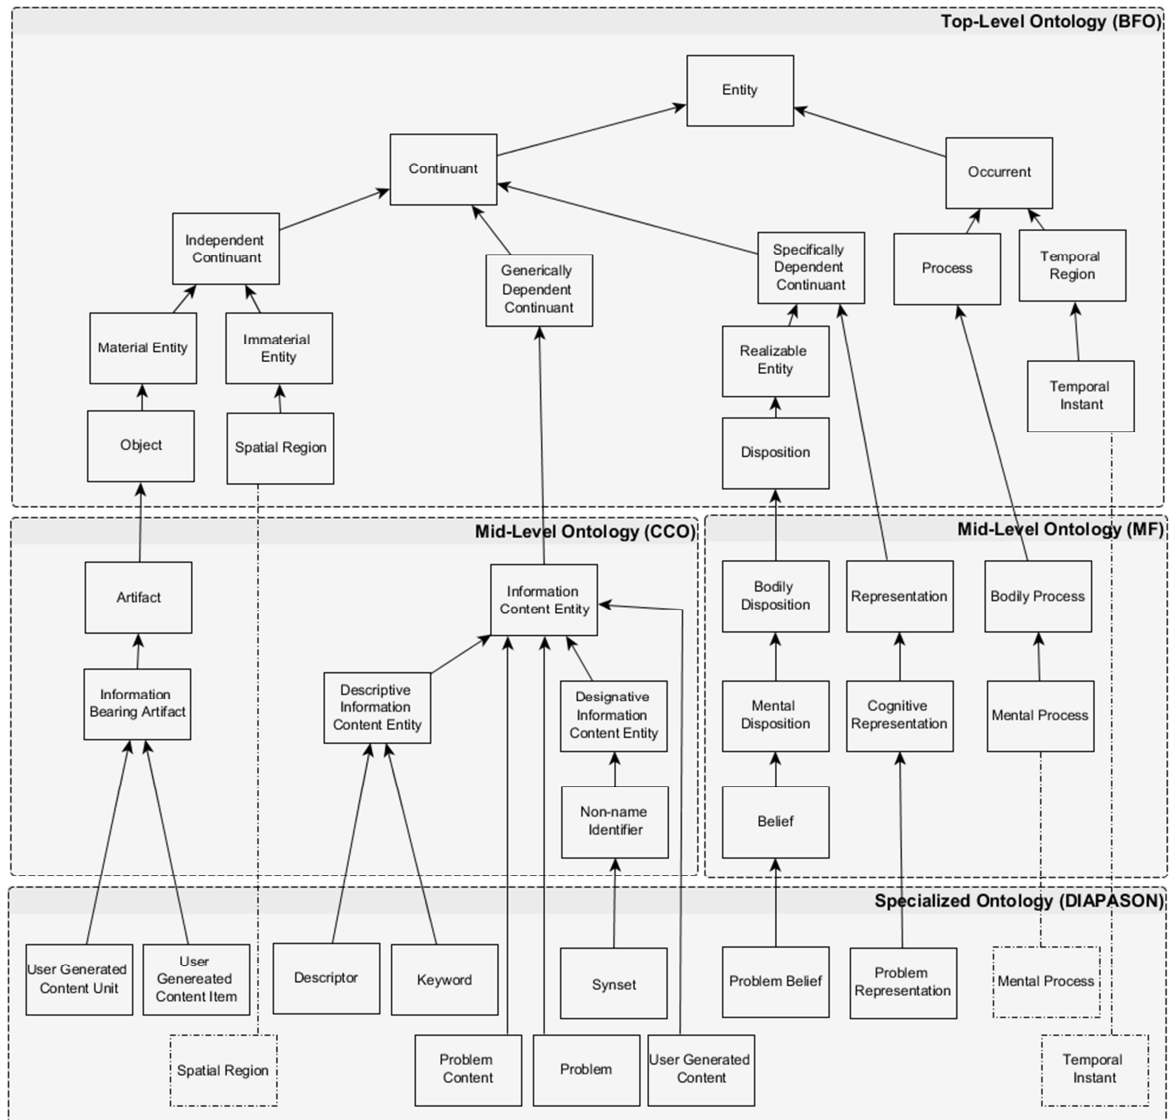 Top-Level Ontology (BFO)
Entity
Continuant
Occurrent
Independent
Continuant
Generically
Dependent
Continuant
Specifically
Dependent
Continuant
Process
Temporal
Region
Material Entity
Immaterial
Entity
Realizable
Entity
Temporal
Instant
Object
Spatial Region
Disposition
Mid-Level Ontology (CCO)
Artifact
Information
Content Entity
Information
Bearing Artifact
Descriptive
Information
Content Entity
Designative
Information
Content Entity
Non-name
Identifier
Mid-Level Ontology (MF)
Bodily
Disposition
Representation
Bodily Process
Mental
Disposition
Cognitive
Representation
Mental Process
Belief
Specialized Ontology (DIAPASON)
User Generated
Content Unit
User
Genereated
Content Item
Descriptor
Keyword
Synset
Problem Belief
Problem
Representation
Mental Process
Spatial Region
Problem
Content
Problem
User Generated
Content
Temporal
Instant